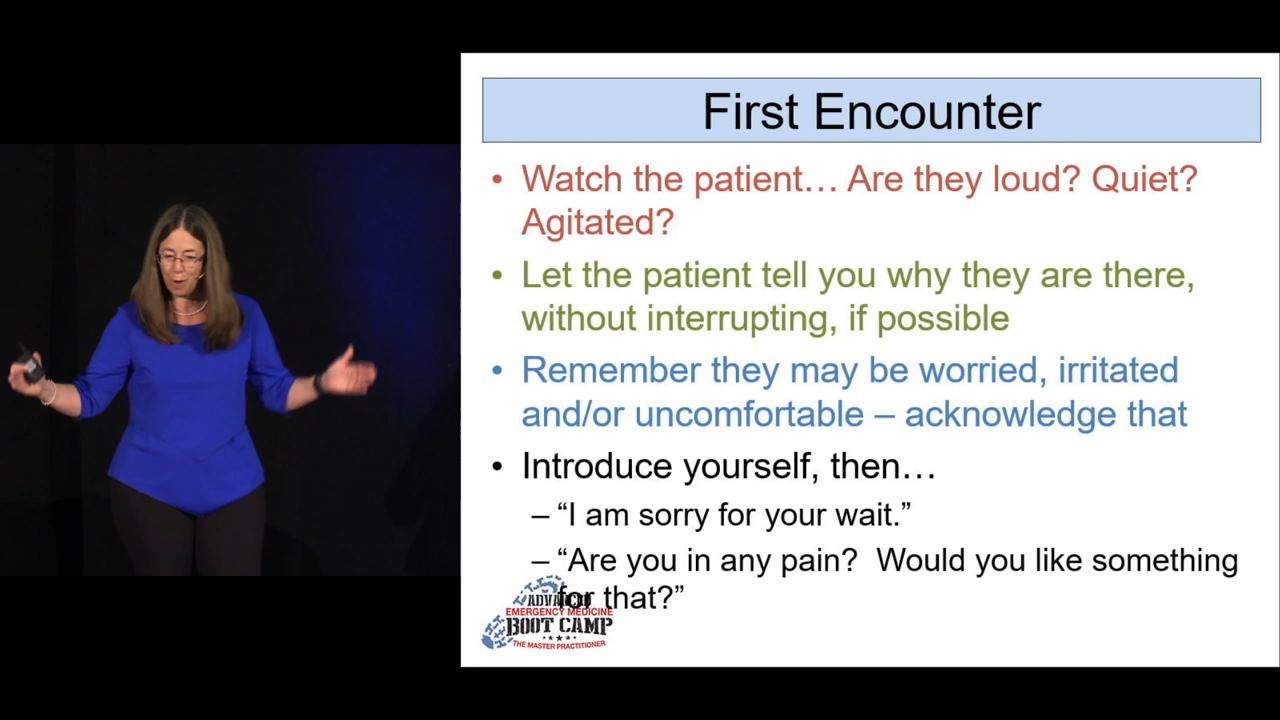 First Encounter
• Watch the patient… Are they loud? Quiet?
Agitated?
• Let the patient tell you why they are there,
without interrupting, if possible
• Remember they may be worried, irritated
and/or uncomfortable – acknowledge that
• Introduce yourself, then…
– “I am sorry for your wait.”
– “Are you in any pain?  Would you like something
for that?”
ADVANCED
EMERGENCY MEDICINE
BOOT CAMP
THE MASTER PRACTITIONER